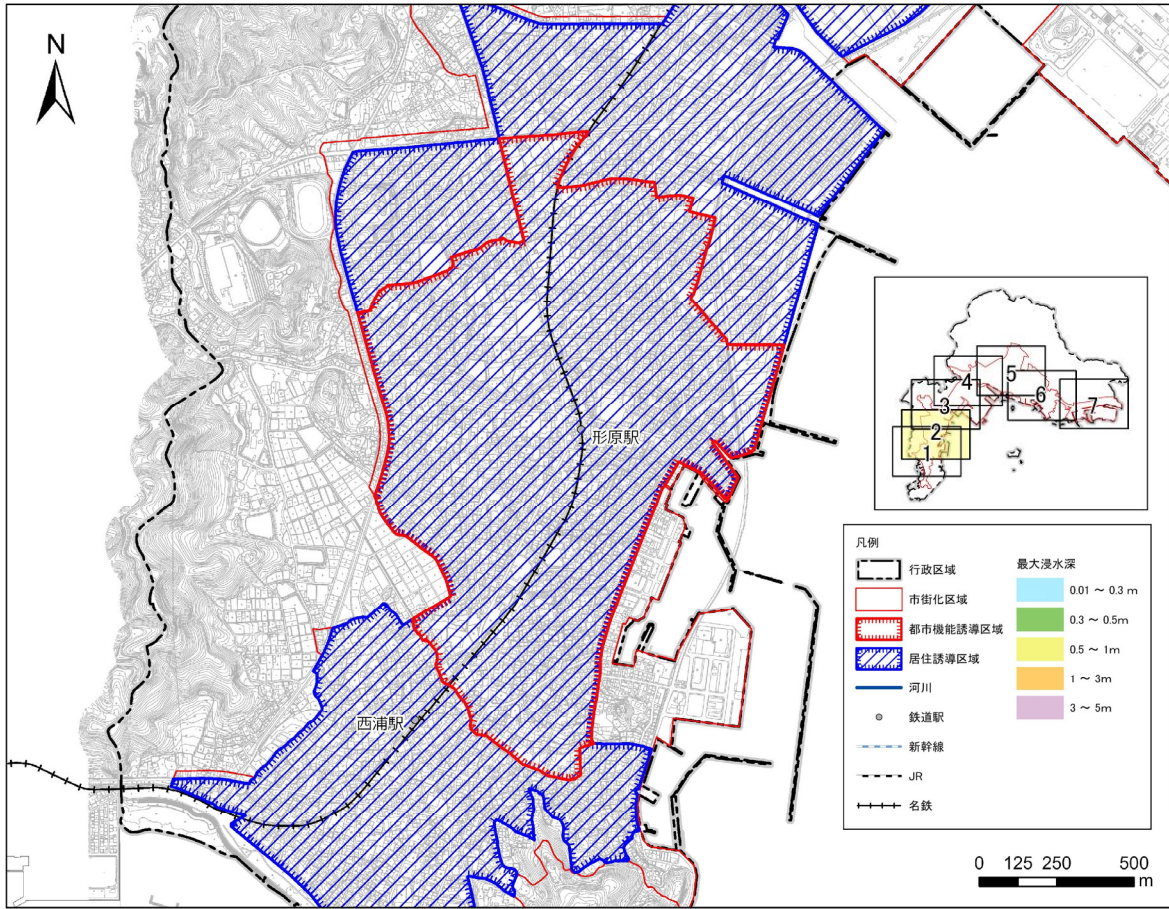 N
形原駅
西浦駅
4
5
3
6
7
2
1
凡例
行政区域
市街化区域
都市機能誘導区域
居住誘導区域
河川
鉄道駅
新幹線
JR
名鉄
最大浸水深
0.01 ～ 0.3 m
0.3 ～ 0.5m
0.5 ～ 1m
1 ～ 3m
3 ～ 5m
0 125 250 500
m